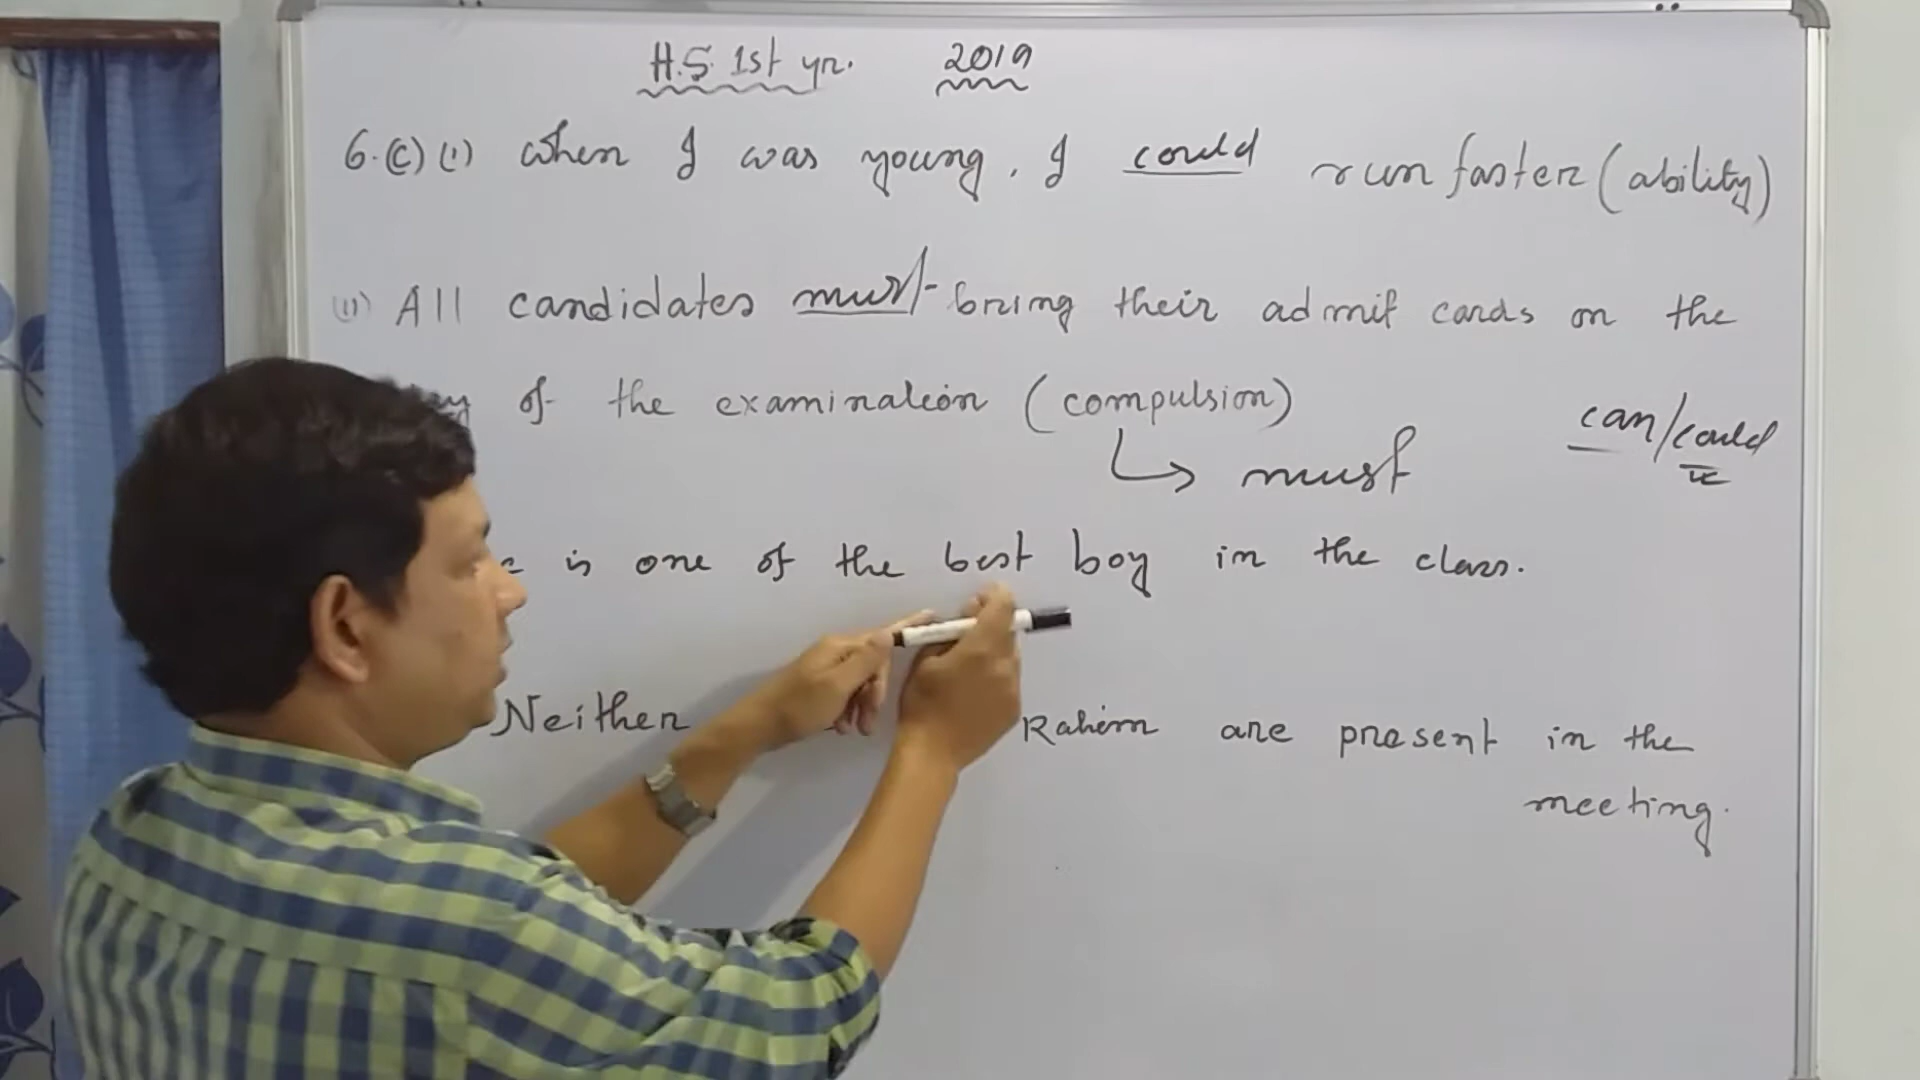 H.S. 1st yr. 2019
6.(c) (i) When I was young, I could run faster (ability)
(ii) All candidates must bring their admit cards on the
of the examination (compulsion)
must
can/could
is one of the best boy in the class.
Neither Rahim are present in the
meeting.